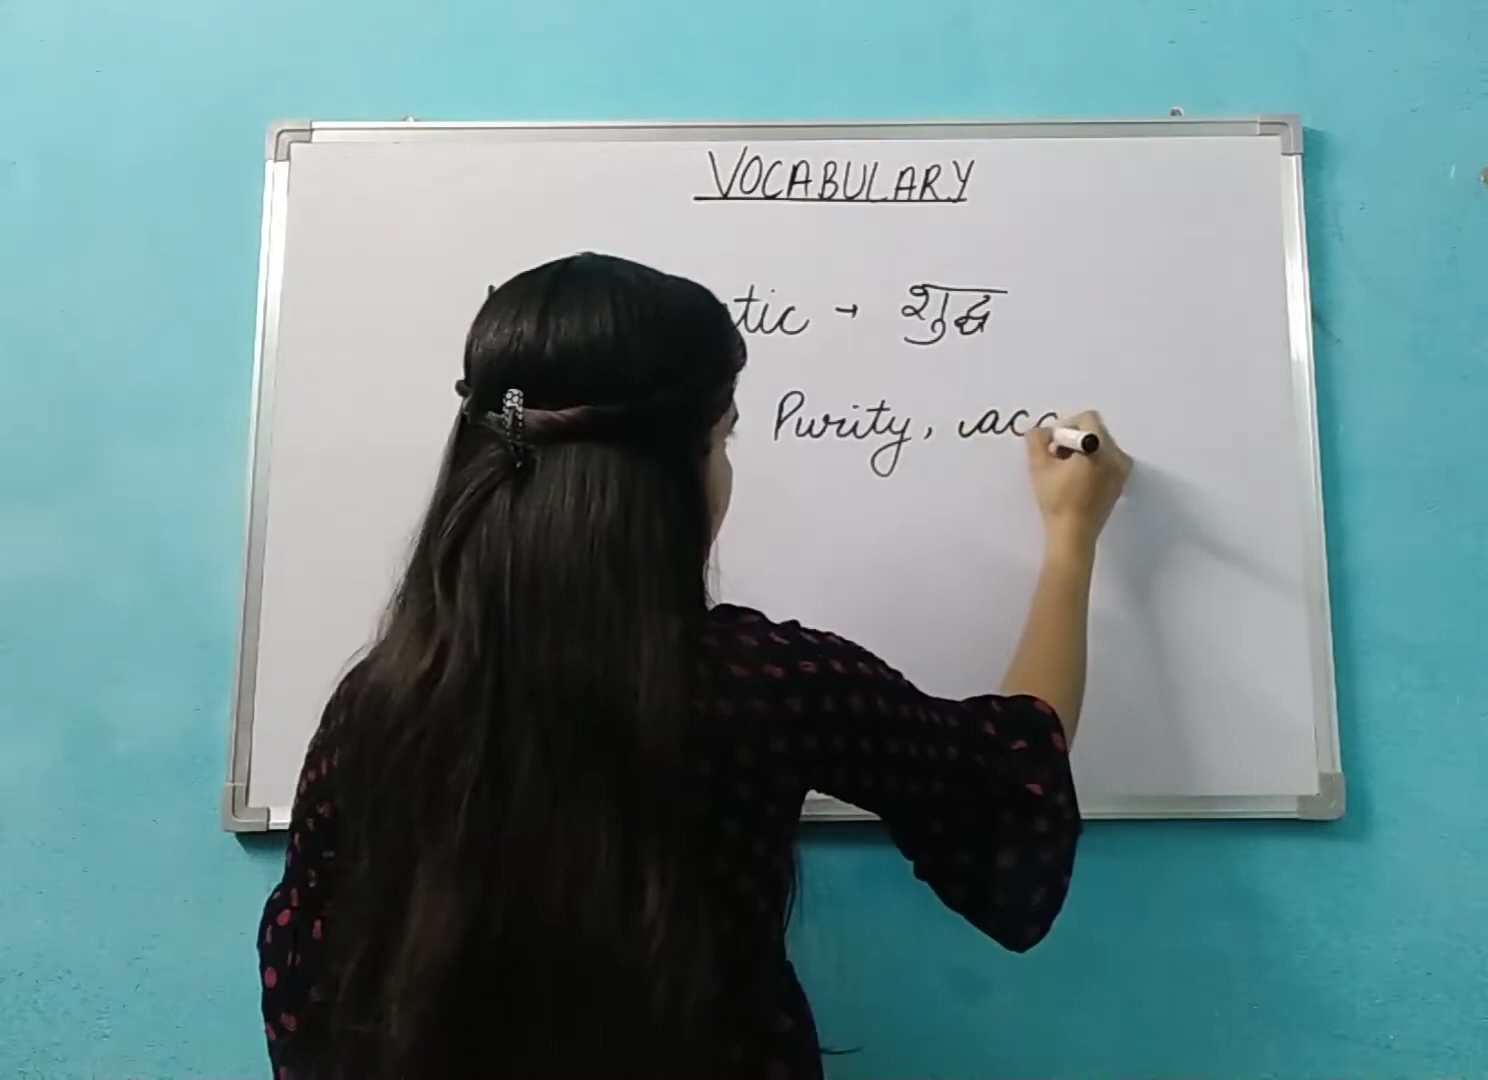 VOCABULARY
tic → शुद्ध
Purity, acc